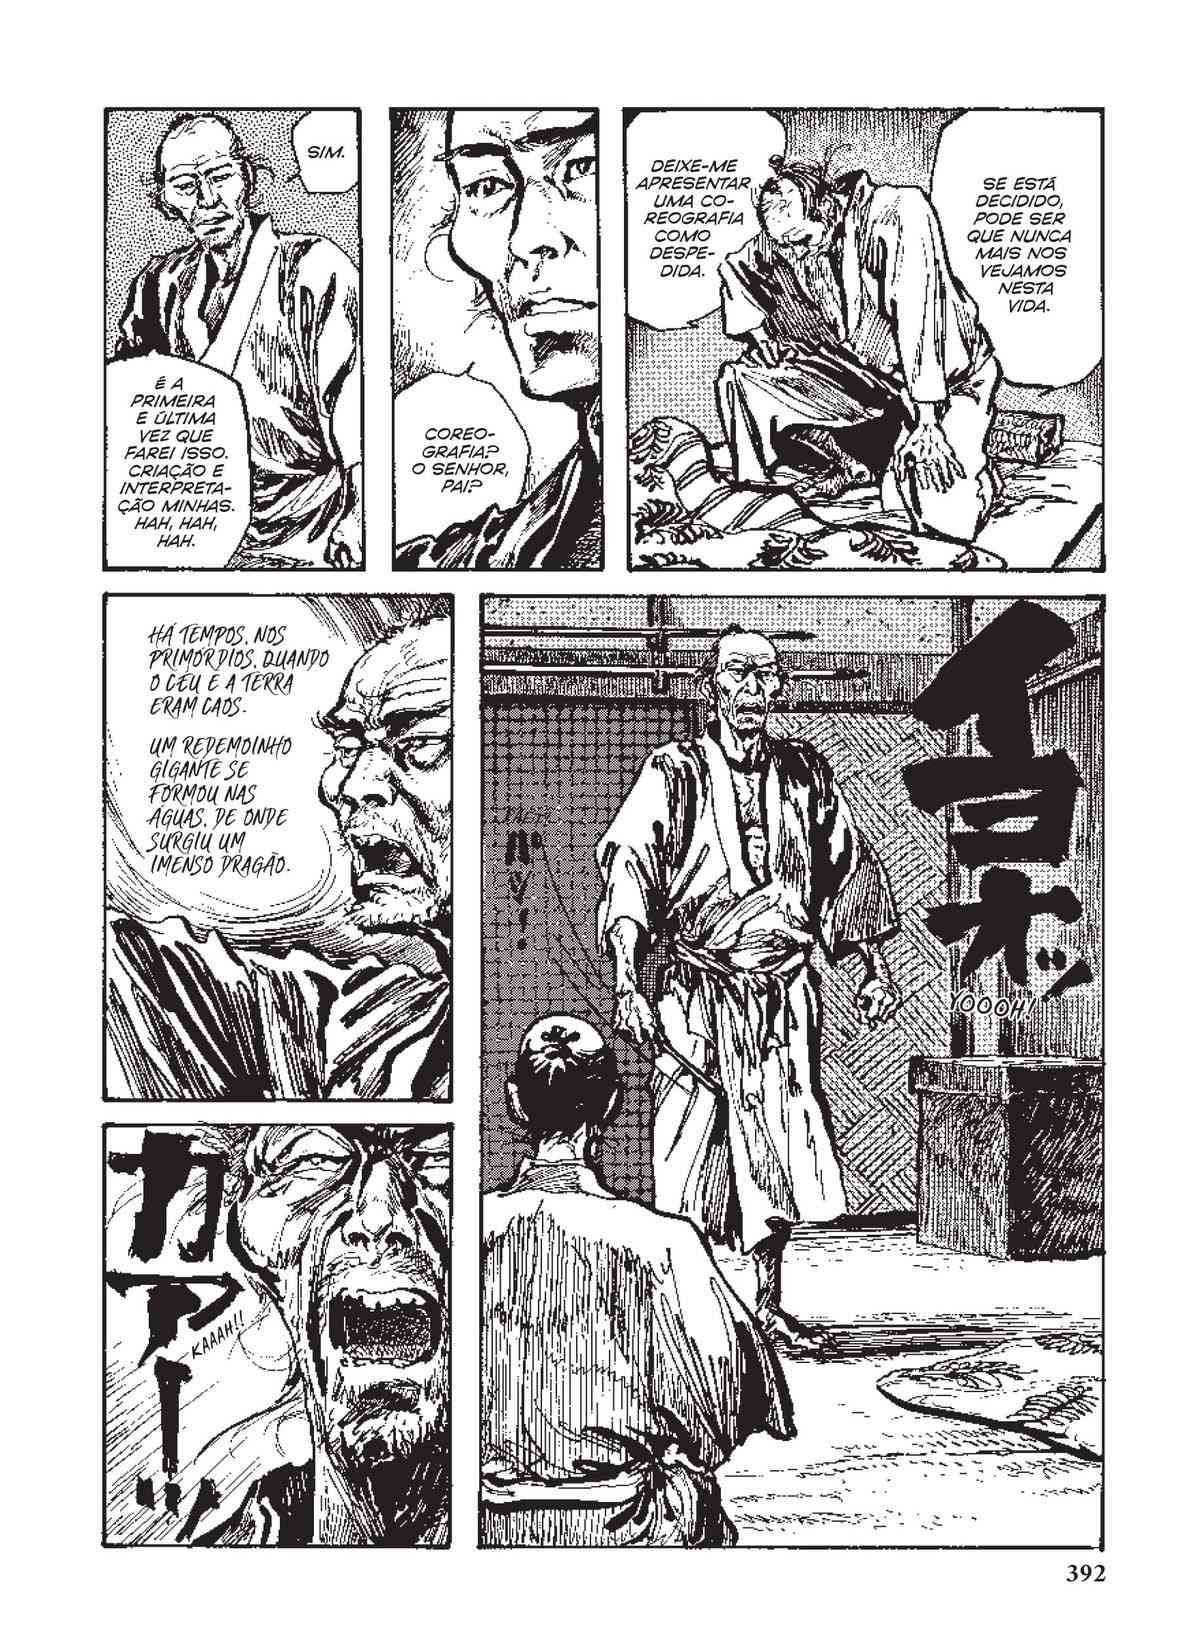 SE ESTÁ
DECIDIDO,
PODE SER
QUE NUNCA
MAIS NOS
VEJAMOS
NESTA
VIDA.
DEIXE-ME
APRESENTAR
UMA CO-
REOGRAFIA
COMO
DESPE-
DIDA.
COREO-
GRAFIA?
O SENHOR,
PAI?
SIM.
É A
PRIMEIRA
E ÚLTIMA
VEZ QUE
FAREI ISSO.
CRIAÇÃO E
INTERPRETA-
ÇÃO MINHAS.
HAH, HAH,
HAH.
イヨオッ
YOOOH!
HÁ TEMPOS, NOS
PRIMÓRDIOS, QUANDO
O CÉU E A TERRA
ERAM CAOS.
UM REDEMOINHO
GIGANTE SE
FORMOU NAS
ÁGUAS, DE ONDE
SURGIU UM
IMENSO DRAGÃO.
カァーッ!!
KAAAH!!
392